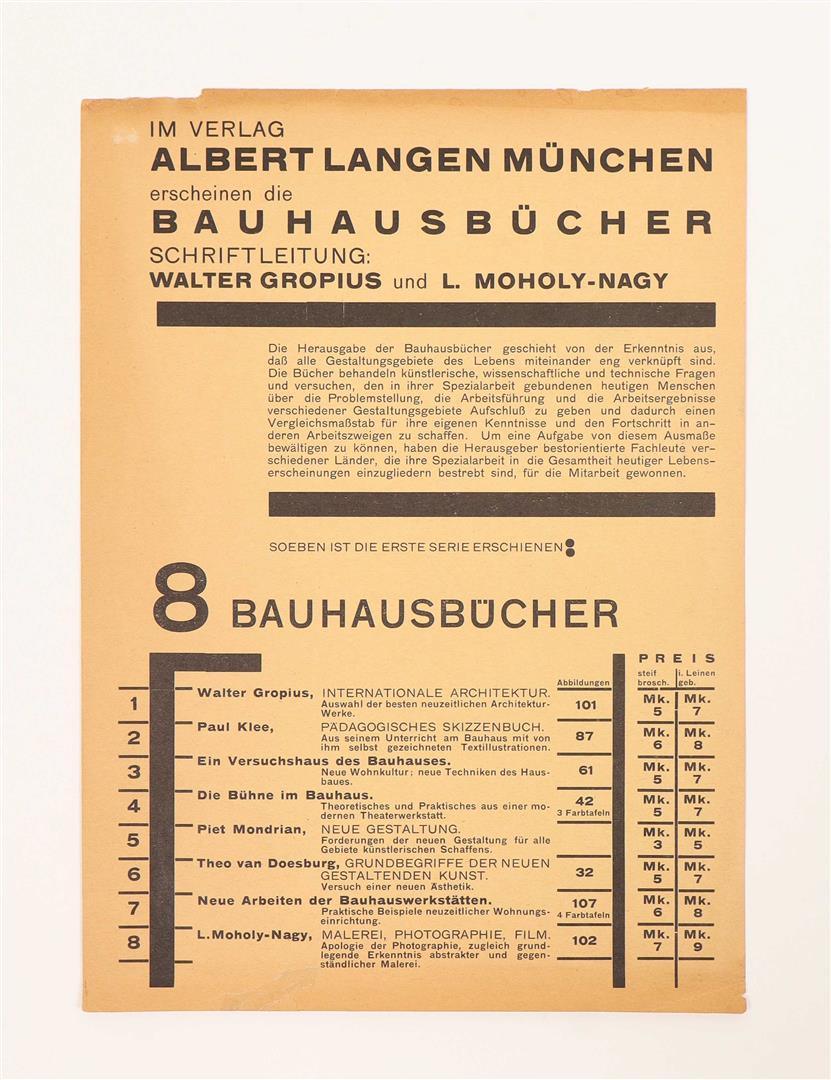 IM VERLAG
ALBERT LANGEN MÜNCHEN
erscheinen die
BAUHAUSBÜCHER
SCHRIFTLEITUNG:
WALTER GROPIUS und L. MOHOLY-NAGY
Die Herausgabe der Bauhausbücher geschieht von der Erkenntnis aus,
daß alle Gestaltungsgebiete des Lebens miteinander eng verknüpft sind.
Die Bücher behandeln künstlerische, wissenschaftliche und technische Fragen
und versuchen, den in ihrer Spezialarbeit gebundenen heutigen Menschen
über die Problemstellung, die Arbeitsführung und die Arbeitsergebnisse
verschiedener Gestaltungsgebiete Aufschluß zu geben und dadurch einen
Vergleichsmaßstab für ihre eigenen Kenntnisse und den Fortschritt in an-
deren Arbeitszweigen zu schaffen. Um eine Aufgabe von diesem Ausmaße
bewältigen zu können, haben die Herausgeber bestorientierte Fachleute ver-
schiedener Länder, die ihre Spezialarbeit in die Gesamtheit heutiger Lebens-
erscheinungen einzugliedern bestrebt sind, für die Mitarbeit gewonnen.
SOEBEN IST DIE ERSTE SERIE ERSCHIENEN:
8 BAUHAUSBÜCHER
PREIS
Abbildungen steif brosch. i. Leinen geb.
1 Walter Gropius, INTERNATIONALE ARCHITEKTUR. 101 Mk. 5 Mk. 7
Auswahl der besten neuzeitlichen Architektur-
Werke.
2 Paul Klee, PÄDAGOGISCHES SKIZZENBUCH. 87 Mk. 6 Mk. 8
Aus seinem Unterricht am Bauhaus mit von
ihm selbst gezeichneten Textillustrationen.
3 Ein Versuchshaus des Bauhauses. 61 Mk. 5 Mk. 7
Neue Wohnkultur; neue Techniken des Haus-
baues.
4 Die Bühne im Bauhaus. 42 3 Farbtafeln Mk. 5 Mk. 7
Theoretisches und Praktisches aus einer mo-
dernen Theaterwerkstatt.
5 Piet Mondrian, NEUE GESTALTUNG. Mk. 3 Mk. 5
Forderungen der neuen Gestaltung für alle
Gebiete künstlerischen Schaffens.
6 Theo van Doesburg, GRUNDBEGRIFFE DER NEUEN 32 Mk. 5 Mk. 7
GESTALTENDEN KUNST.
Versuch einer neuen Ästhetik.
7 Neue Arbeiten der Bauhauswerkstätten. 107 4 Farbtafeln Mk. 6 Mk. 8
Praktische Beispiele neuzeitlicher Wohnungs-
einrichtung.
8 L. Moholy-Nagy, MALEREI, PHOTOGRAPHIE, FILM. 102 Mk. 7 Mk. 9
Apologie der Photographie, zugleich grund-
legende Erkenntnis abstrakter und gegen-
ständlicher Malerei.